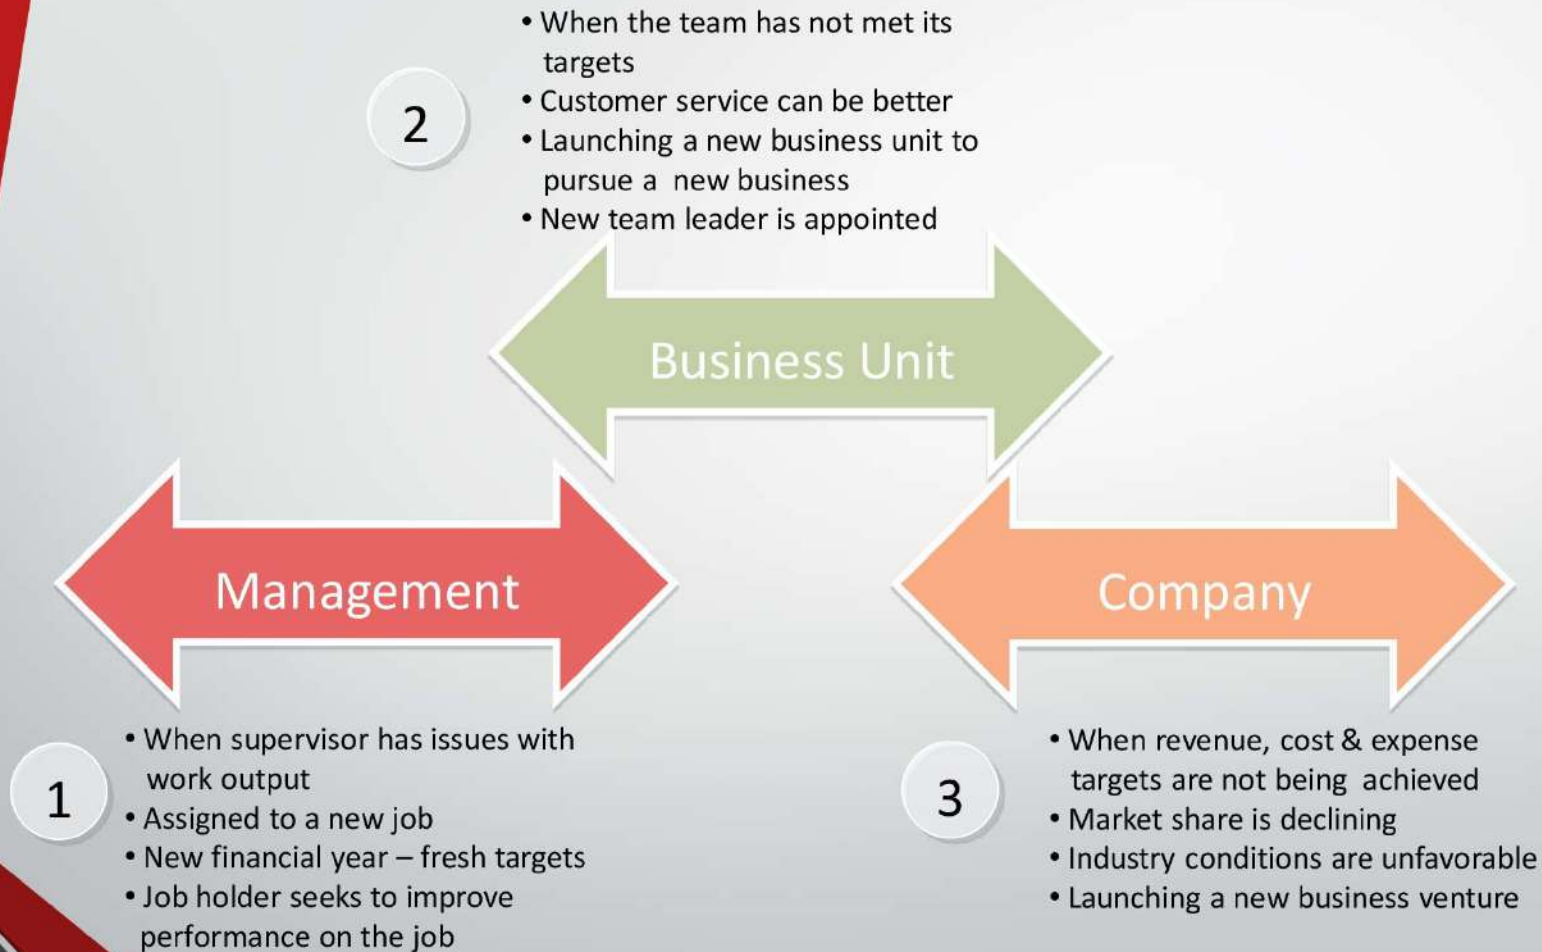 • When the team has not met its
targets
• Customer service can be better
• Launching a new business unit to
pursue a  new business
• New team leader is appointed
2
Business Unit
Management
Company
1
• When supervisor has issues with
work output
• Assigned to a new job
• New financial year – fresh targets
• Job holder seeks to improve
performance on the job
3
• When revenue, cost & expense
targets are not being  achieved
• Market share is declining
• Industry conditions are unfavorable
• Launching a new business venture